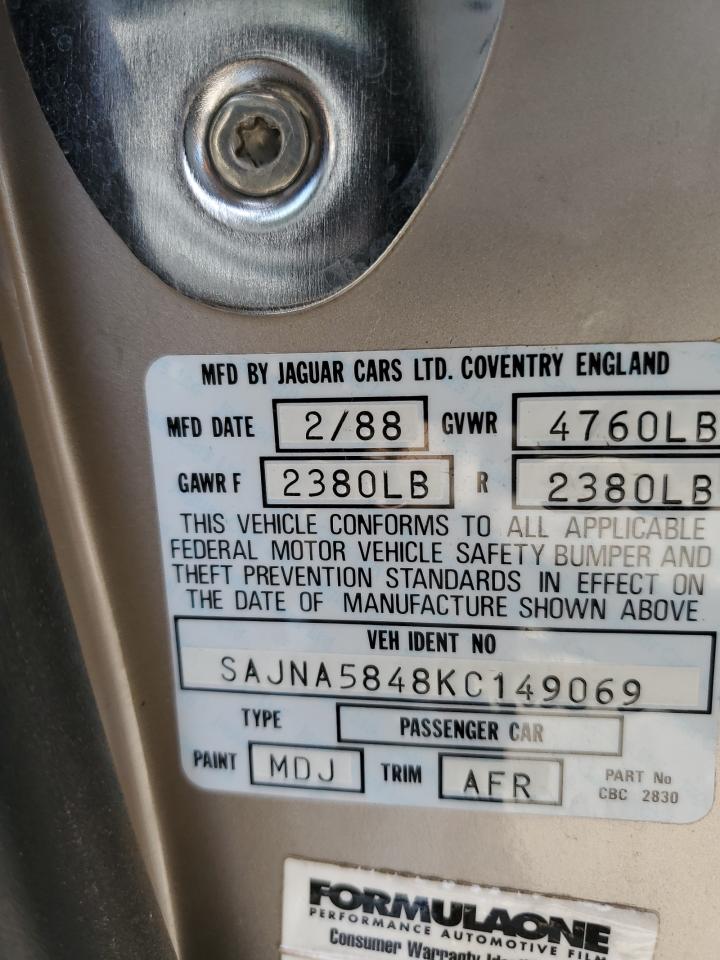 MFD BY JAGUAR CARS LTD. COVENTRY ENGLAND
MFD DATE 2/88 GVWR 4760LB
GAWR F 2380LB R 2380LB
THIS VEHICLE CONFORMS TO ALL APPLICABLE
FEDERAL MOTOR VEHICLE SAFETY BUMPER AND
THEFT PREVENTION STANDARDS IN EFFECT ON
THE DATE OF MANUFACTURE SHOWN ABOVE
VEH IDENT NO
SAJNA5848KC149069
TYPE PASSENGER CAR
PAINT MDJ TRIM AFR PART No
CBC 2830
FORMULAONE
PERFORMANCE AUTOMOTIVE FILM
Consumer Warranty